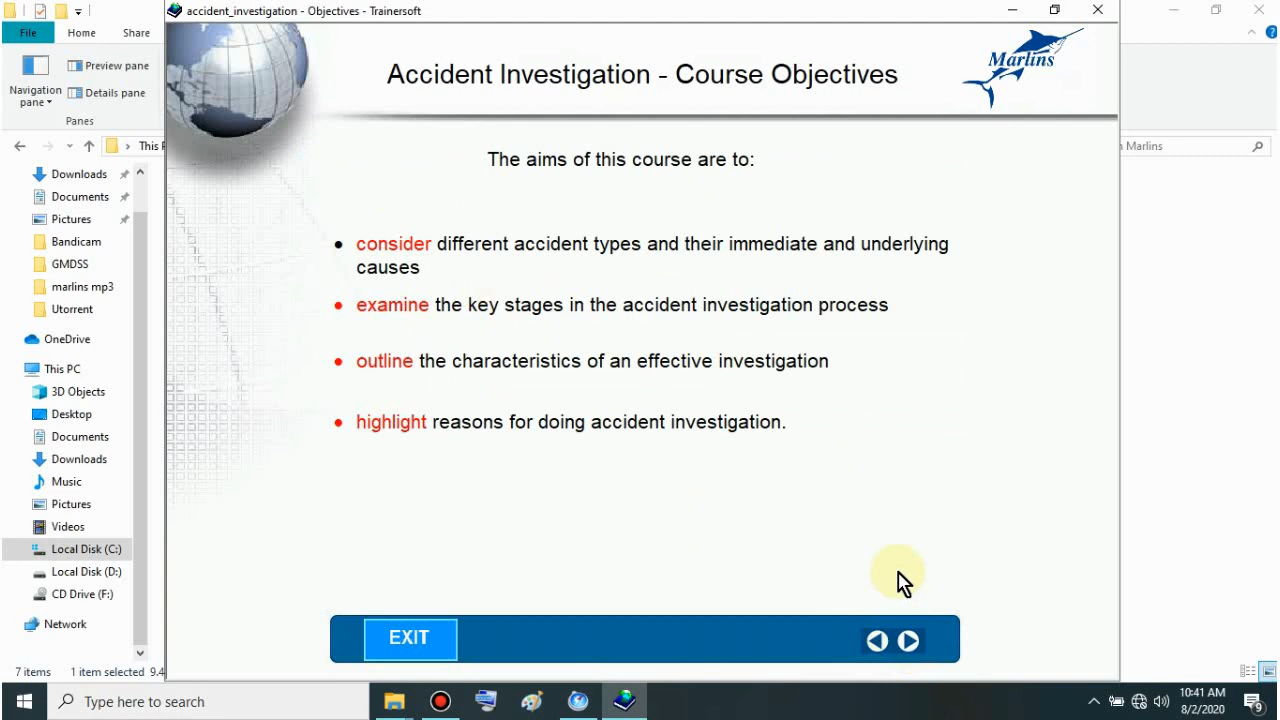 accident_investigation - Objectives - Trainersoft
File
Home
Share
Preview pane
Navigation
pane
Details pane
Panes
This P
n Marlins
Downloads
Documents
Pictures
Bandicam
GMDSS
marlins mp3
Utorrent
OneDrive
This PC
3D Objects
Desktop
Documents
Downloads
Music
Pictures
Videos
Local Disk (C:)
Local Disk (D:)
CD Drive (F:)
Network
7 items
1 item selected
9.4
Accident Investigation - Course Objectives
Marlins
The aims of this course are to:
• consider different accident types and their immediate and underlying
causes
• examine the key stages in the accident investigation process
• outline the characteristics of an effective investigation
• highlight reasons for doing accident investigation.
EXIT
Type here to search
10:41 AM
8/2/2020
9